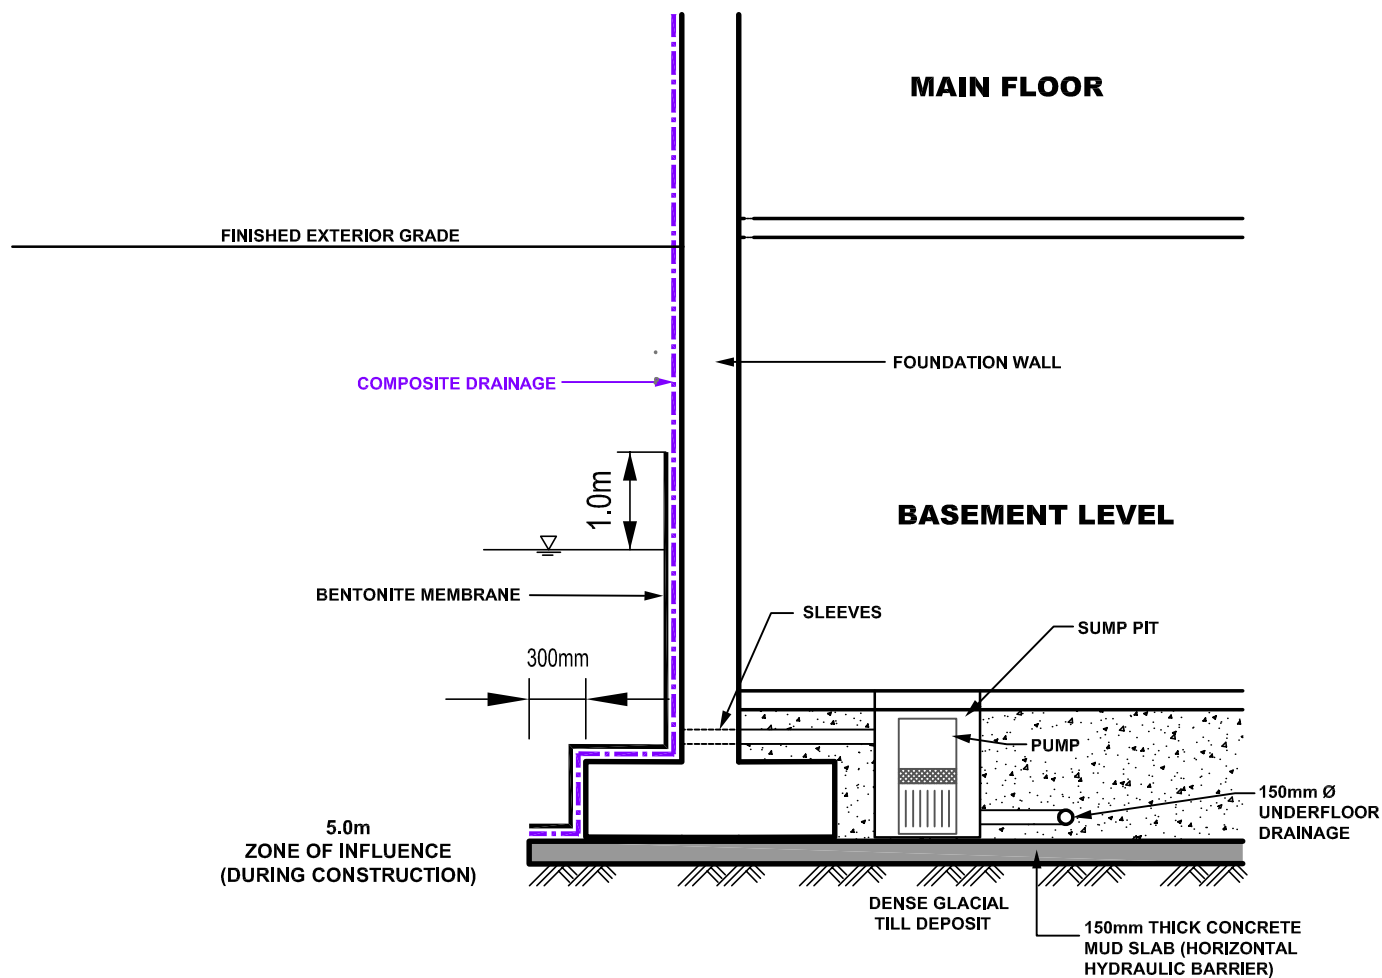 MAIN FLOOR
FINISHED EXTERIOR GRADE
FOUNDATION WALL
COMPOSITE DRAINAGE
1.0m
BASEMENT LEVEL
BENTONITE MEMBRANE
SLEEVES
SUMP PIT
300mm
PUMP
150mm Ø
UNDERFLOOR
DRAINAGE
5.0m
ZONE OF INFLUENCE
(DURING CONSTRUCTION)
DENSE GLACIAL
TILL DEPOSIT
150mm THICK CONCRETE
MUD SLAB (HORIZONTAL
HYDRAULIC BARRIER)